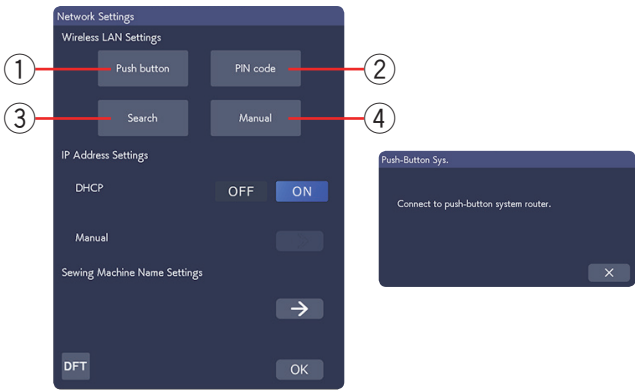 Network Settings
Wireless LAN Settings
1 Push button PIN code 2
3 Search Manual 4
IP Address Settings
DHCP OFF ON
Manual
Sewing Machine Name Settings
DFT OK
Push-Button Sys.
Connect to push-button system router.